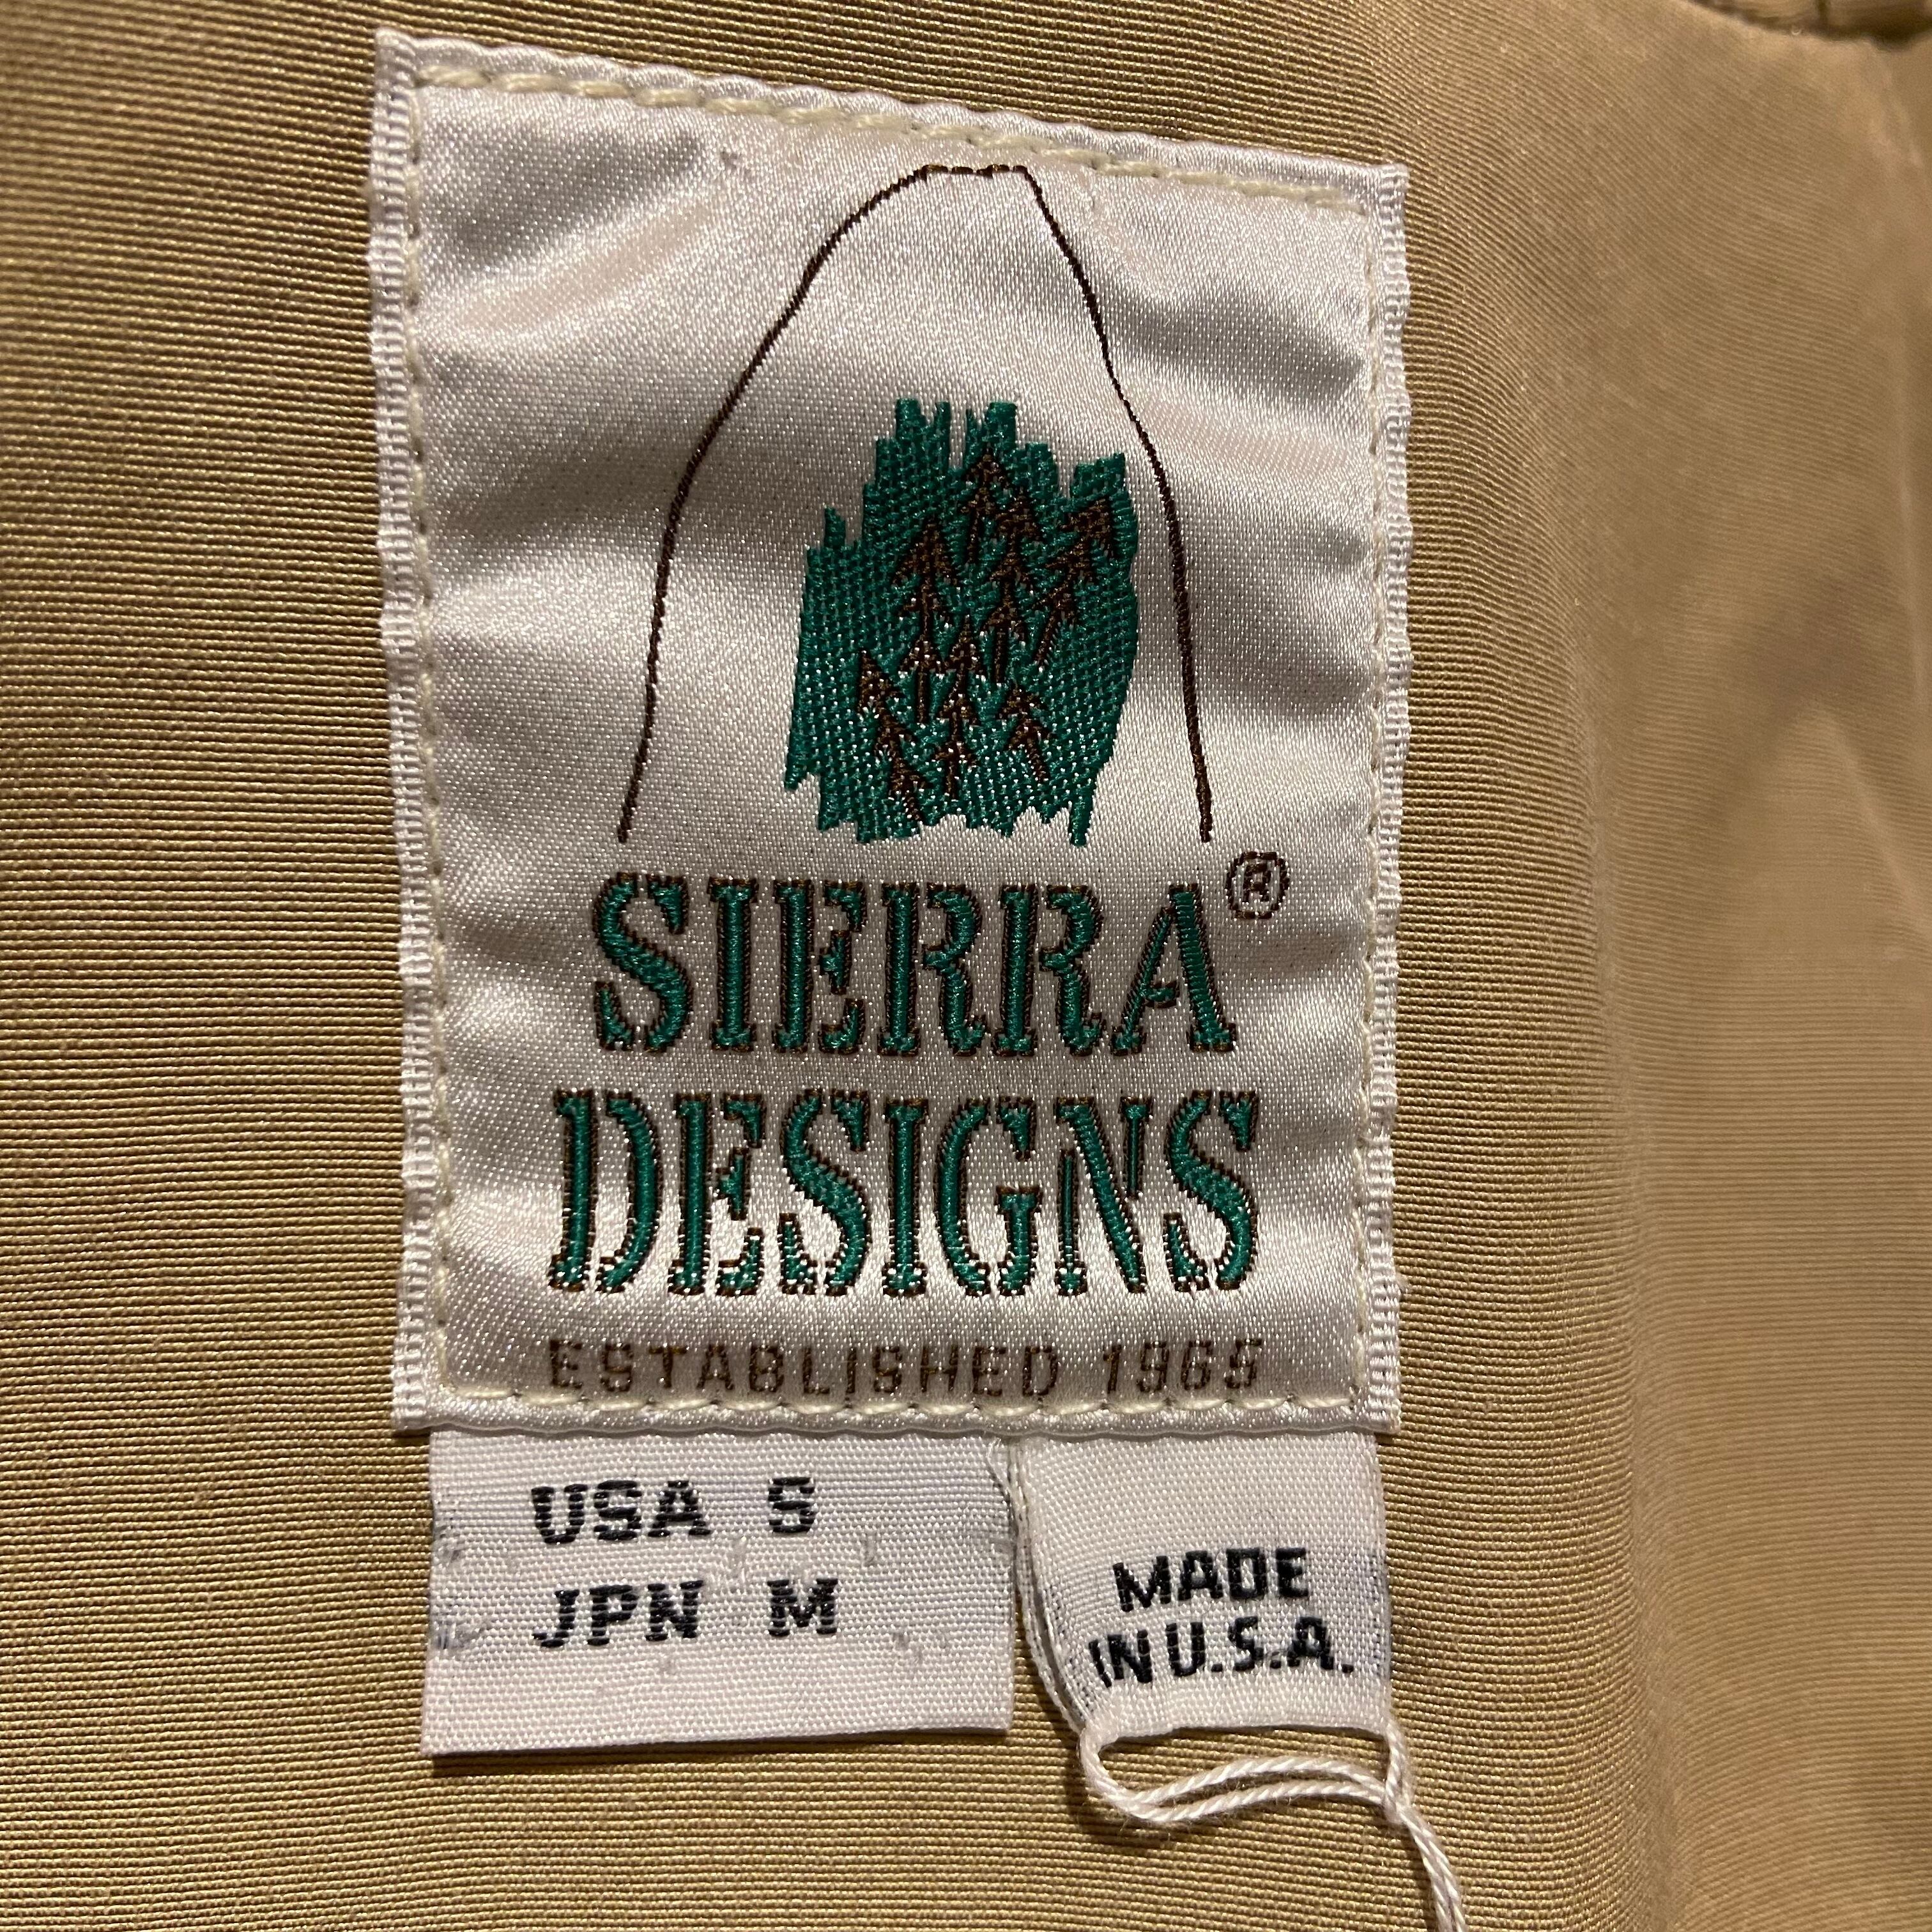 SIERRA®
DESIGNS
ESTABLISHED 1965
USA S
JPN M
MADE
IN U.S.A.